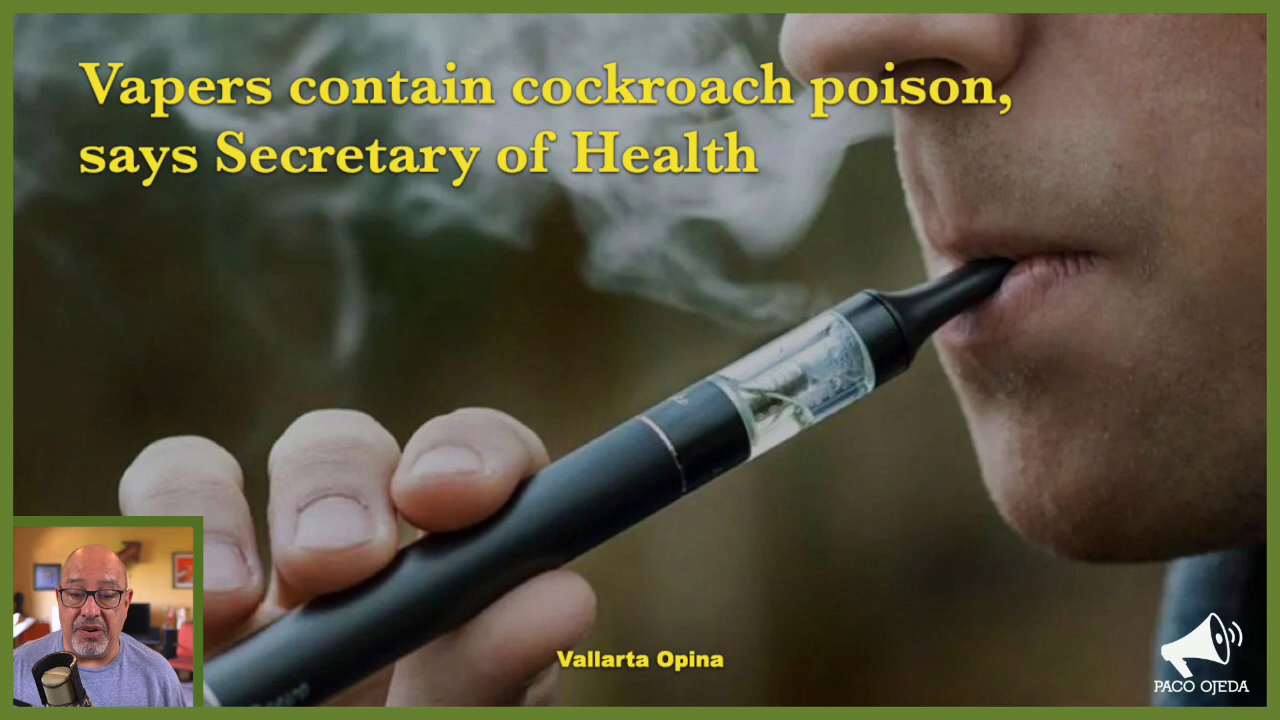 Vapers contain cockroach poison,
says Secretary of Health
Vallarta Opina
PACO OJEDA